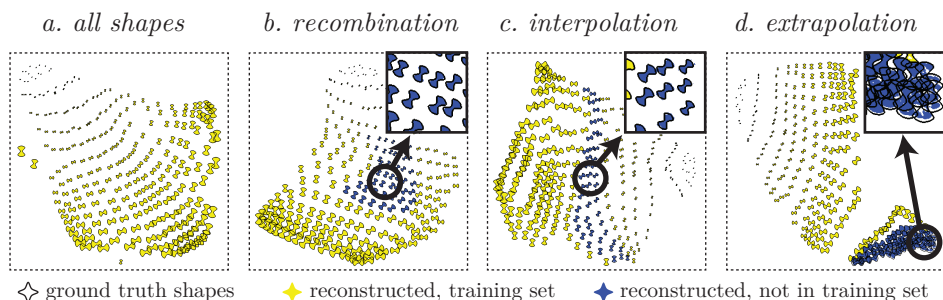 a. all shapes b. recombination c. interpolation d. extrapolation
ground truth shapes reconstructed, training set reconstructed, not in training set